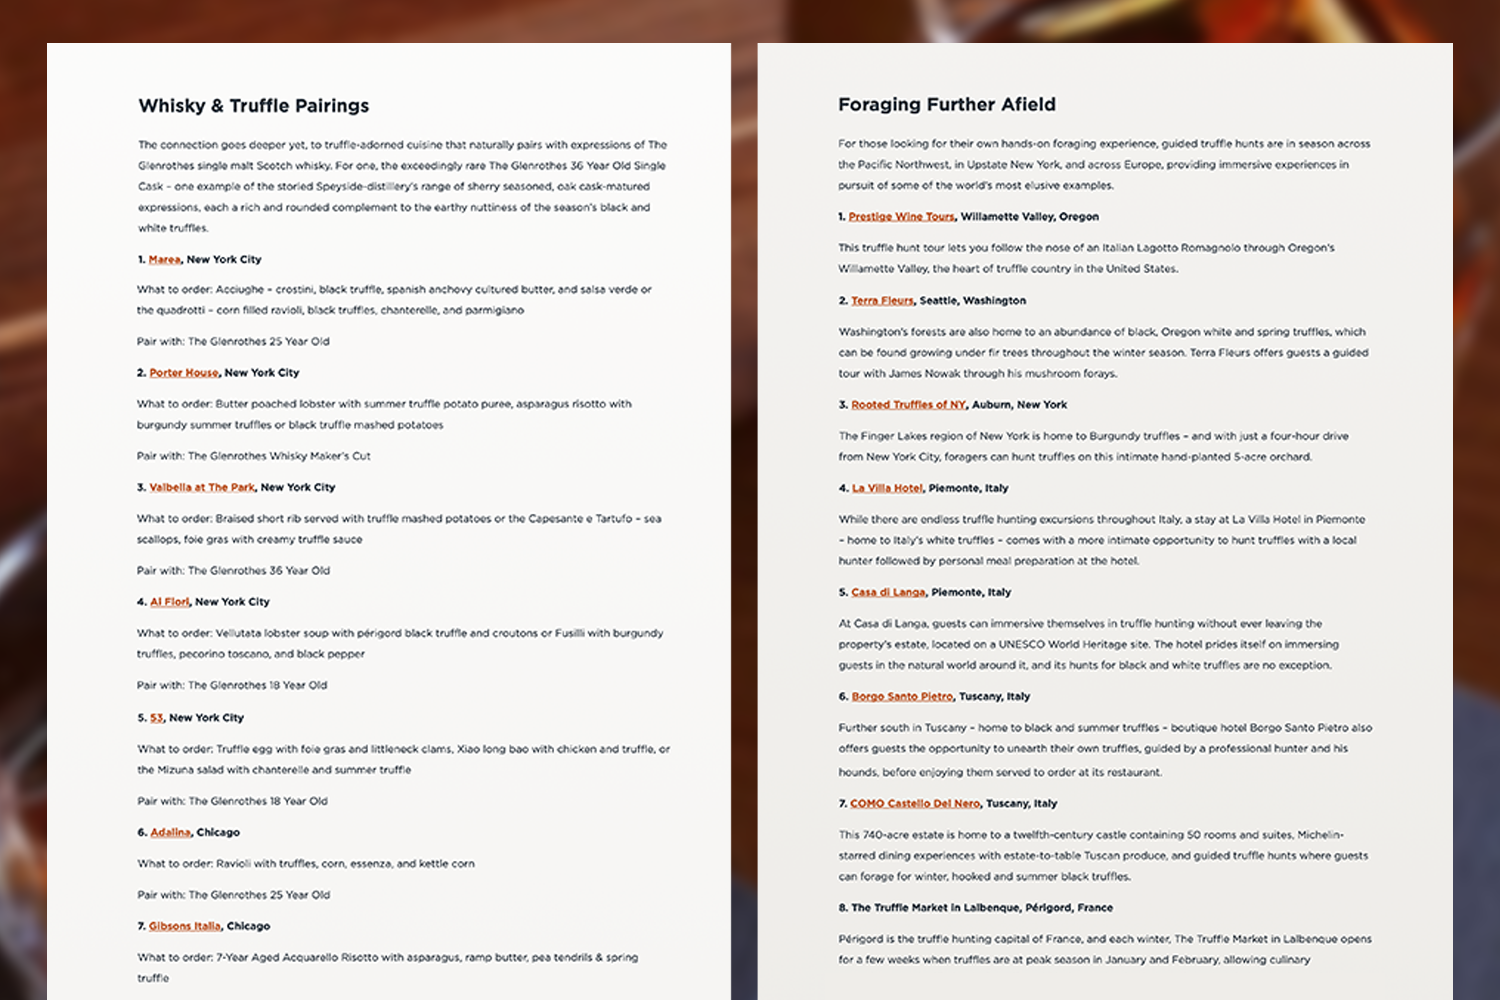 Whisky & Truffle Pairings
The connection goes deeper yet, to truffle-adorned cuisine that naturally pairs with expressions of The
Glenrothes single malt Scotch whisky. For one, the exceedingly rare The Glenrothes 36 Year Old Single
Cask – one example of the storied Speyside-distillery's range of sherry seasoned, oak cask-matured
expressions, each a rich and rounded complement to the earthy nuttiness of the season's black and
white truffles.
1. Marea, New York City
What to order: Acciughe – crostini, black truffle, spanish anchovy cultured butter, and salsa verde or
the quadrotti – corn filled ravioli, black truffles, chanterelle, and parmigiano
Pair with: The Glenrothes 25 Year Old
2. Porter House, New York City
What to order: Butter poached lobster with summer truffle potato puree, asparagus risotto with
burgundy summer truffles or black truffle mashed potatoes
Pair with: The Glenrothes Whisky Maker's Cut
3. Valbella at The Park, New York City
What to order: Braised short rib served with truffle mashed potatoes or the Capesante e Tartufo – sea
scallops, foie gras with creamy truffle sauce
Pair with: The Glenrothes 36 Year Old
4. Ai Fiori, New York City
What to order: Vellutata lobster soup with périgord black truffle and croutons or Fusilli with burgundy
truffles, pecorino toscano, and black pepper
Pair with: The Glenrothes 18 Year Old
5. 53, New York City
What to order: Truffle egg with foie gras and littleneck clams, Xiao long bao with chicken and truffle, or
the Mizuna salad with chanterelle and summer truffle
Pair with: The Glenrothes 18 Year Old
6. Adalina, Chicago
What to order: Ravioli with truffles, corn, essenza, and kettle corn
Pair with: The Glenrothes 25 Year Old
7. Gibsons Italia, Chicago
What to order: 7-Year Aged Acquarello Risotto with asparagus, ramp butter, pea tendrils & spring
truffle
Foraging Further Afield
For those looking for their own hands-on foraging experience, guided truffle hunts are in season across
the Pacific Northwest, in Upstate New York, and across Europe, providing immersive experiences in
pursuit of some of the world's most elusive examples.
1. Prestige Wine Tours, Willamette Valley, Oregon
This truffle hunt tour lets you follow the nose of an Italian Lagotto Romagnolo through Oregon's
Willamette Valley, the heart of truffle country in the United States.
2. Terra Fleurs, Seattle, Washington
Washington's forests are also home to an abundance of black, Oregon white and spring truffles, which
can be found growing under fir trees throughout the winter season. Terra Fleurs offers guests a guided
tour with James Nowak through his mushroom forays.
3. Rooted Truffles of NY, Auburn, New York
The Finger Lakes region of New York is home to Burgundy truffles – and with just a four-hour drive
from New York City, foragers can hunt truffles on this intimate hand-planted 5-acre orchard.
4. La Villa Hotel, Piemonte, Italy
While there are endless truffle hunting excursions throughout Italy, a stay at La Villa Hotel in Piemonte
– home to Italy's white truffles – comes with a more intimate opportunity to hunt truffles with a local
hunter followed by personal meal preparation at the hotel.
5. Casa di Langa, Piemonte, Italy
At Casa di Langa, guests can immersive themselves in truffle hunting without ever leaving the
property's estate, located on a UNESCO World Heritage site. The hotel prides itself on immersing
guests in the natural world around it, and its hunts for black and white truffles are no exception.
6. Borgo Santo Pietro, Tuscany, Italy
Further south in Tuscany – home to black and summer truffles – boutique hotel Borgo Santo Pietro also
offers guests the opportunity to unearth their own truffles, guided by a professional hunter and his
hounds, before enjoying them served to order at its restaurant.
7. COMO Castello Del Nero, Tuscany, Italy
This 740-acre estate is home to a twelfth-century castle containing 50 rooms and suites, Michelin-
starred dining experiences with estate-to-table Tuscan produce, and guided truffle hunts where guests
can forage for winter, hooked and summer black truffles.
8. The Truffle Market in Lalbenque, Périgord, France
Périgord is the truffle hunting capital of France, and each winter, The Truffle Market in Lalbenque opens
for a few weeks when truffles are at peak season in January and February, allowing culinary